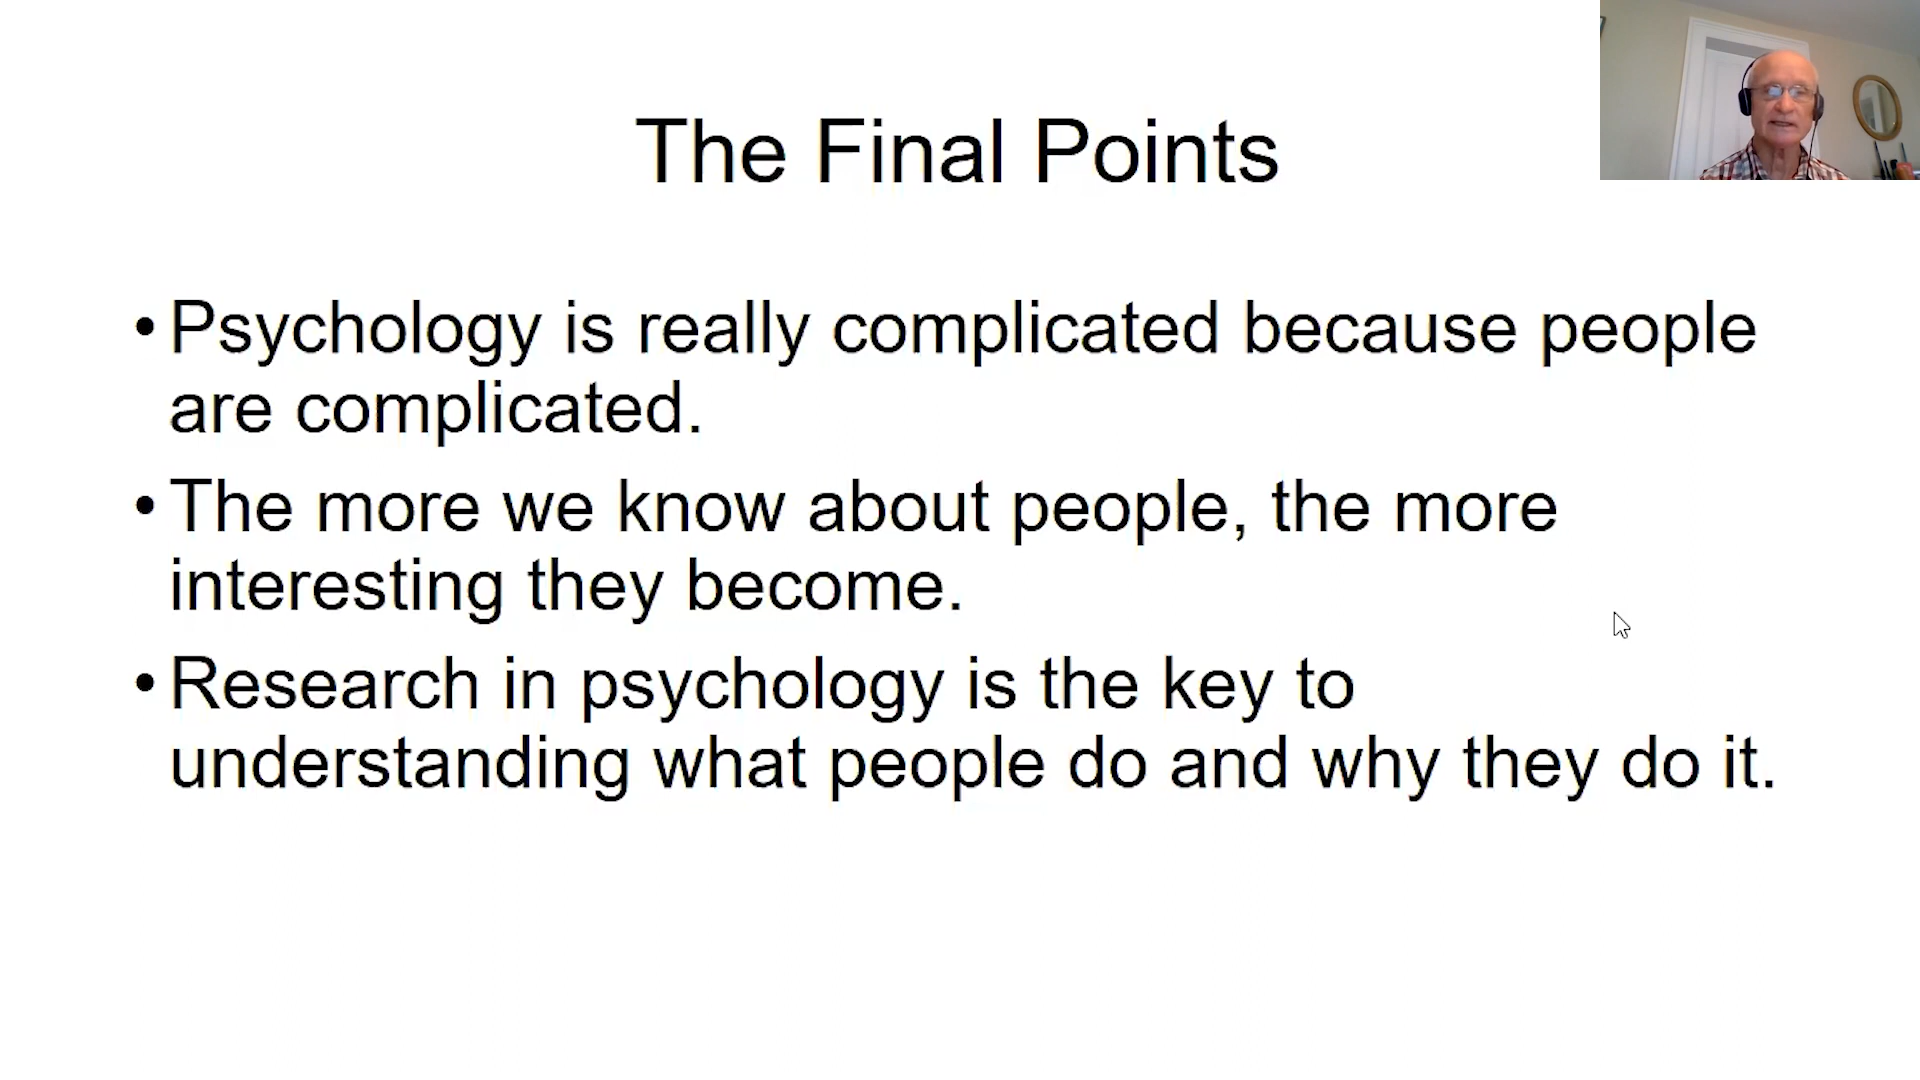 The Final Points
• Psychology is really complicated because people
are complicated.
• The more we know about people, the more
interesting they become.
• Research in psychology is the key to
understanding what people do and why they do it.